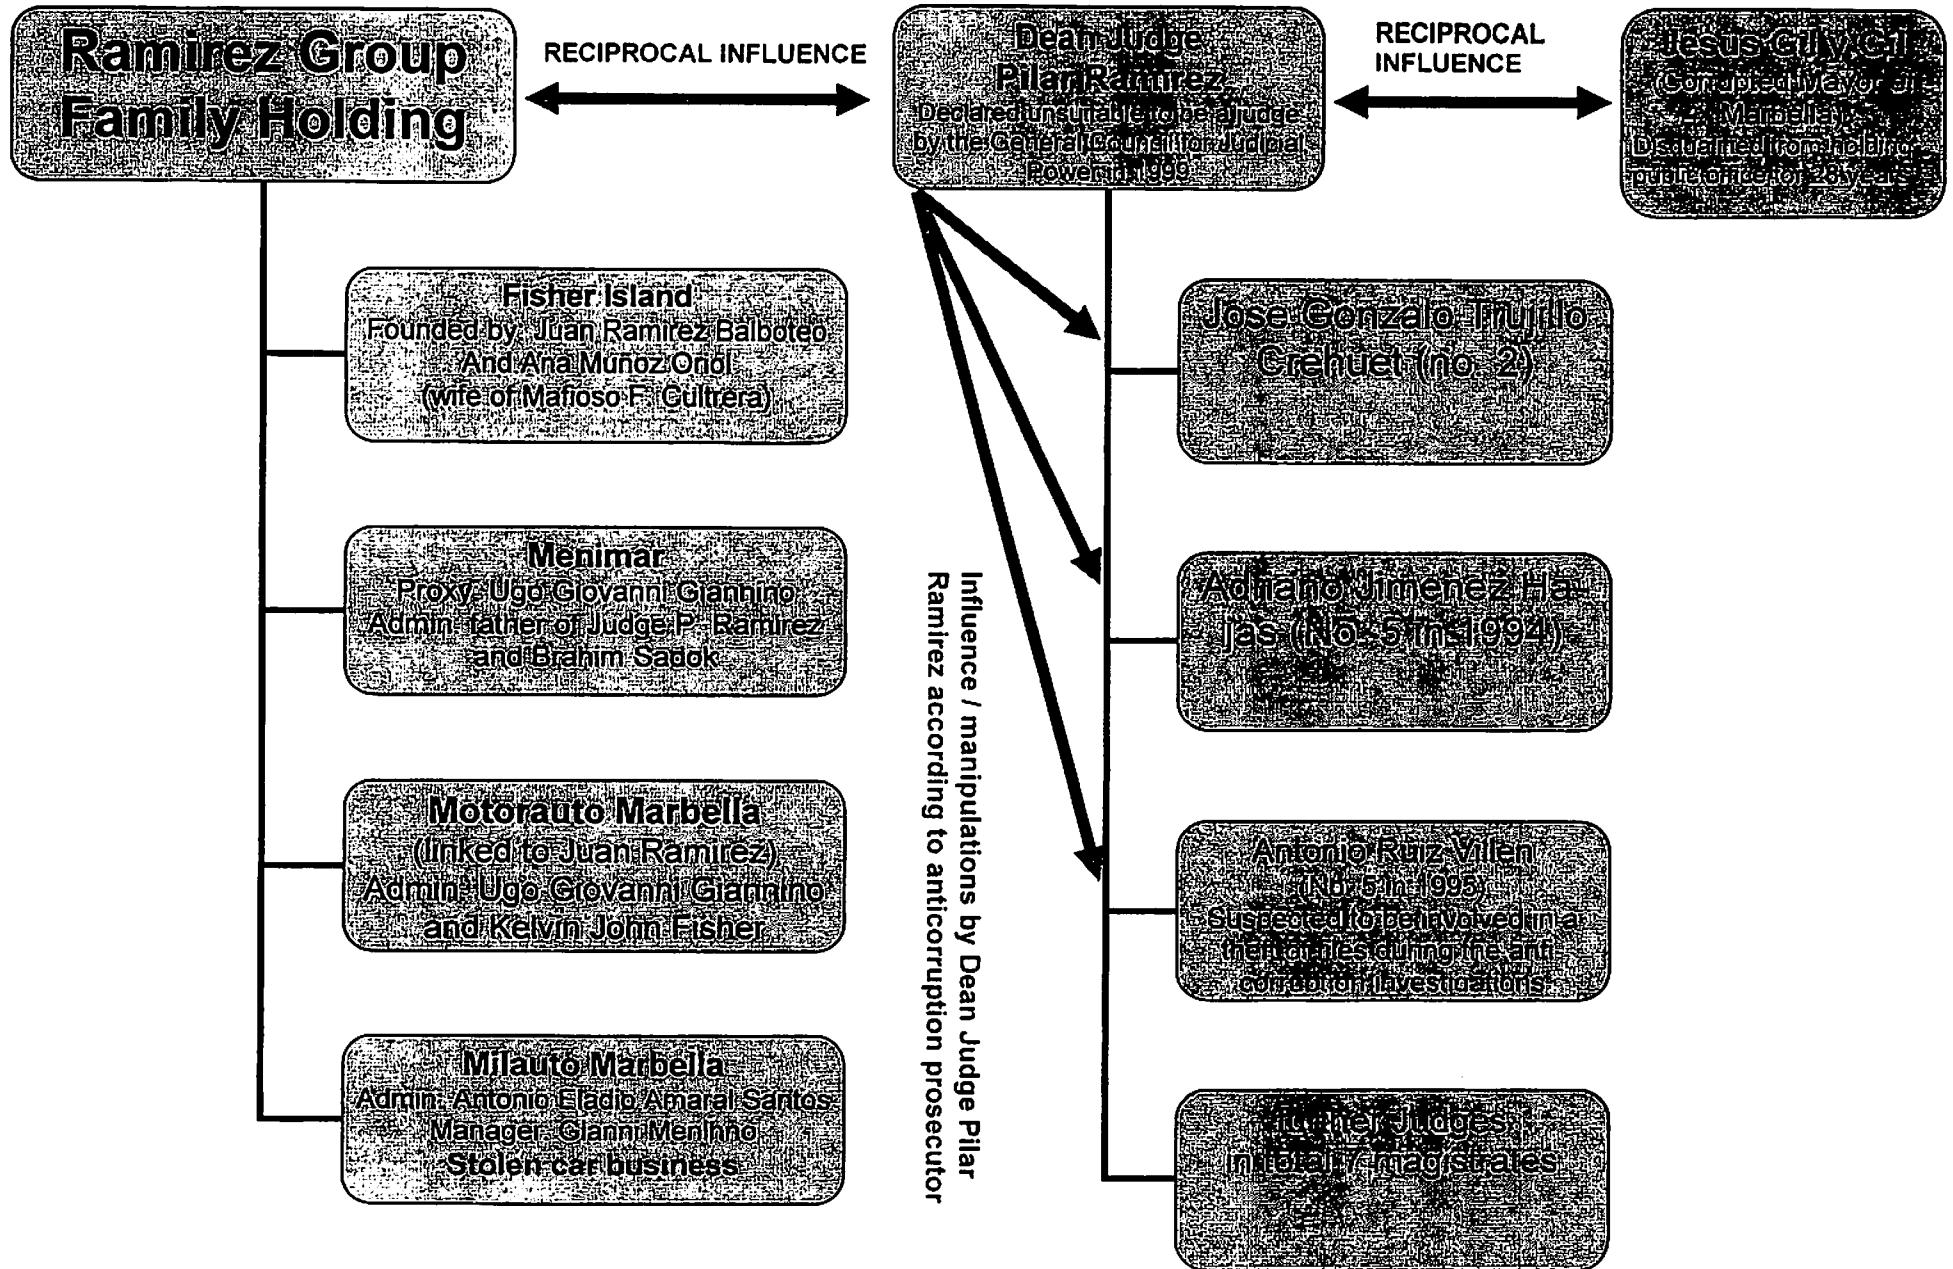 Ramirez Group
Family Holding
RECIPROCAL INFLUENCE
Dean Judge
Pilar Ramirez
Declared unsuitable to be a judge
by the General Council for Judicial
Power in 1999
RECIPROCAL
INFLUENCE
Jesus Gil y Gil
Corrupted Mayor of
Marbella
Disqualified from holding
public office for 28 years
Fisher Island
Founded by: Juan Ramirez Balboteo
And Ana Muñoz Oriol
(wife of Mafioso F. Cultrera)
Menimar
Proxy: Ugo Giovanni Giannino
Admin: father of Judge P. Ramirez
and Brahim Sadok
Motorauto Marbella
(linked to Juan Ramirez)
Admin: Ugo Giovanni Giannino
and Kelvin John Fisher
Milauto Marbella
Admin: Antonio Eladio Amaral Santos
Manager: Gianni Meninno
Stolen car business
Influence / manipulations by Dean Judge Pilar
Ramirez according to anticorruption prosecutor
Jose Gonzalo Trujillo
Crehuet (no. 2)
Adriano Jimenez Ha-
jas (No. 5 in 1994)
Antonio Ruiz Villen
(No. 5 in 1995)
Suspected to be involved in a
theft of files during the anti
corruption investigations
further Judges
in total 7 magistrates